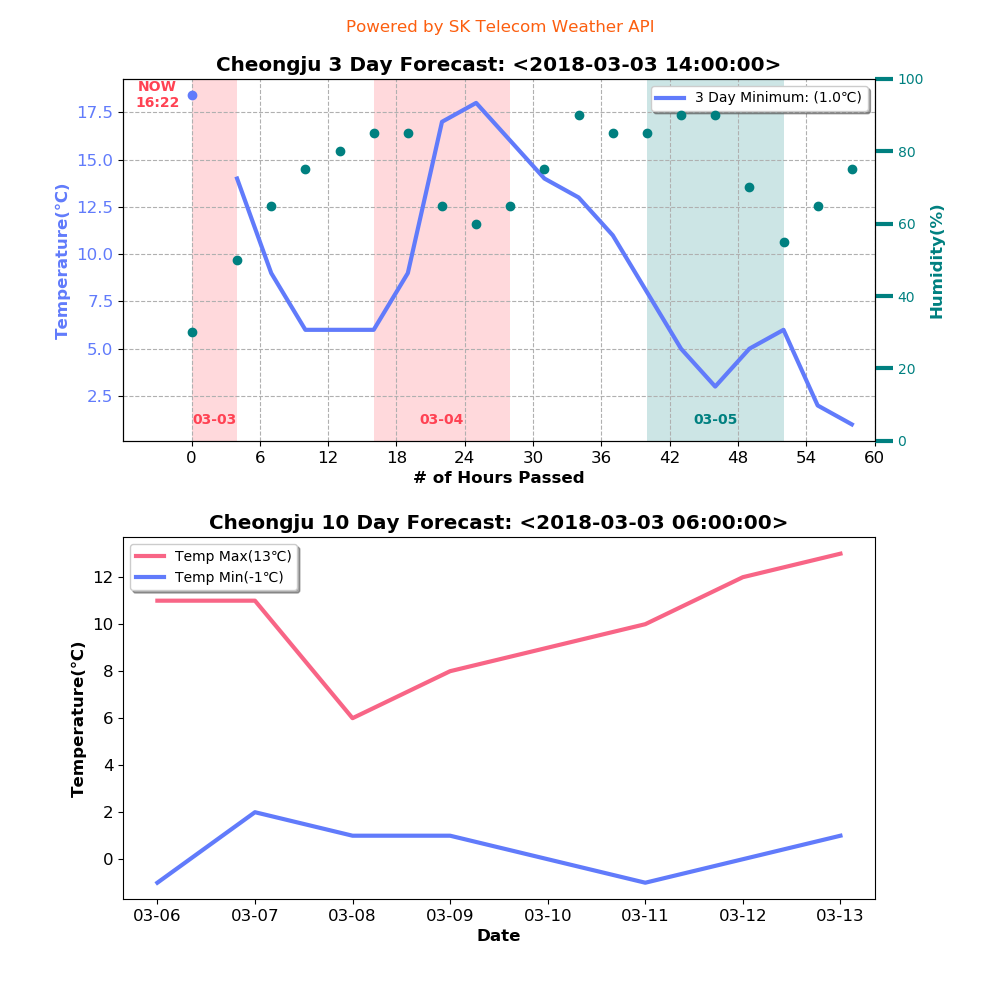 Powered by SK Telecom Weather API
Cheongju 3 Day Forecast: <2018-03-03 14:00:00>
NOW
16:22
3 Day Minimum: (1.0℃)
17.5
15.0
12.5
10.0
7.5
5.0
2.5
Temperature(℃)
100
80
60
40
20
0
Humidity(%)
03-03
03-04
03-05
0 6 12 18 24 30 36 42 48 54 60
# of Hours Passed
Cheongju 10 Day Forecast: <2018-03-03 06:00:00>
Temp Max(13℃)
Temp Min(-1℃)
12
10
8
6
4
2
0
Temperature(℃)
03-06 03-07 03-08 03-09 03-10 03-11 03-12 03-13
Date